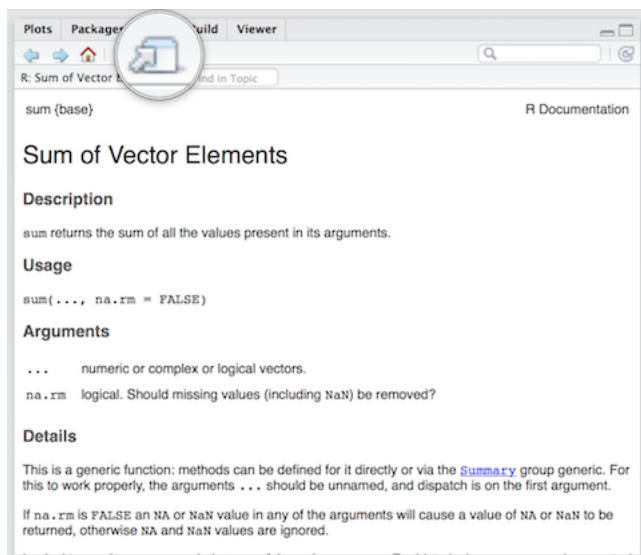 Plots Packages uild Viewer
R: Sum of Vector E nd in Topic
sum {base} R Documentation
Sum of Vector Elements
Description
sum returns the sum of all the values present in its arguments.
Usage
sum(..., na.rm = FALSE)
Arguments
... numeric or complex or logical vectors.
na.rm logical. Should missing values (including NaN) be removed?
Details
This is a generic function: methods can be defined for it directly or via the Summary group generic. For
this to work properly, the arguments ... should be unnamed, and dispatch is on the first argument.
If na.rm is FALSE an NA or NaN value in any of the arguments will cause a value of NA or NaN to be
returned, otherwise NA and NaN values are ignored.